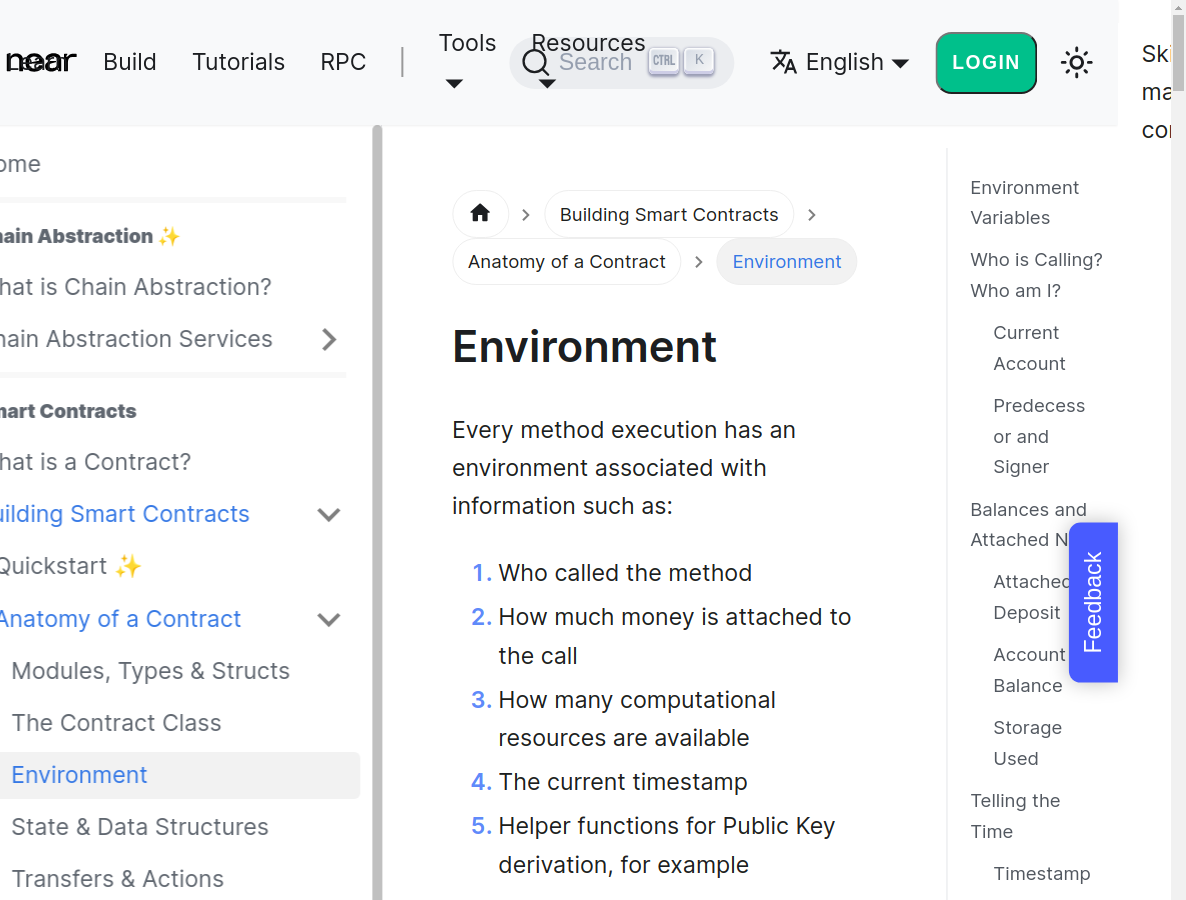 near
Build
Tutorials
RPC
Tools
Resources
Search
CTRL
K
English
LOGIN
ome
ain Abstraction ✨
hat is Chain Abstraction?
hain Abstraction Services
mart Contracts
hat is a Contract?
uilding Smart Contracts
Quickstart ✨
Anatomy of a Contract
Modules, Types & Structs
The Contract Class
Environment
State & Data Structures
Transfers & Actions
Building Smart Contracts
Anatomy of a Contract
Environment
Environment
Every method execution has an
environment associated with
information such as:
1. Who called the method
2. How much money is attached to
the call
3. How many computational
resources are available
4. The current timestamp
5. Helper functions for Public Key
derivation, for example
Environment
Variables
Who is Calling?
Who am I?
Current
Account
Predecess
or and
Signer
Balances and
Attached N
Attached
Deposit
Account
Balance
Storage
Used
Telling the
Time
Timestamp
Feedback
Ski
ma
con